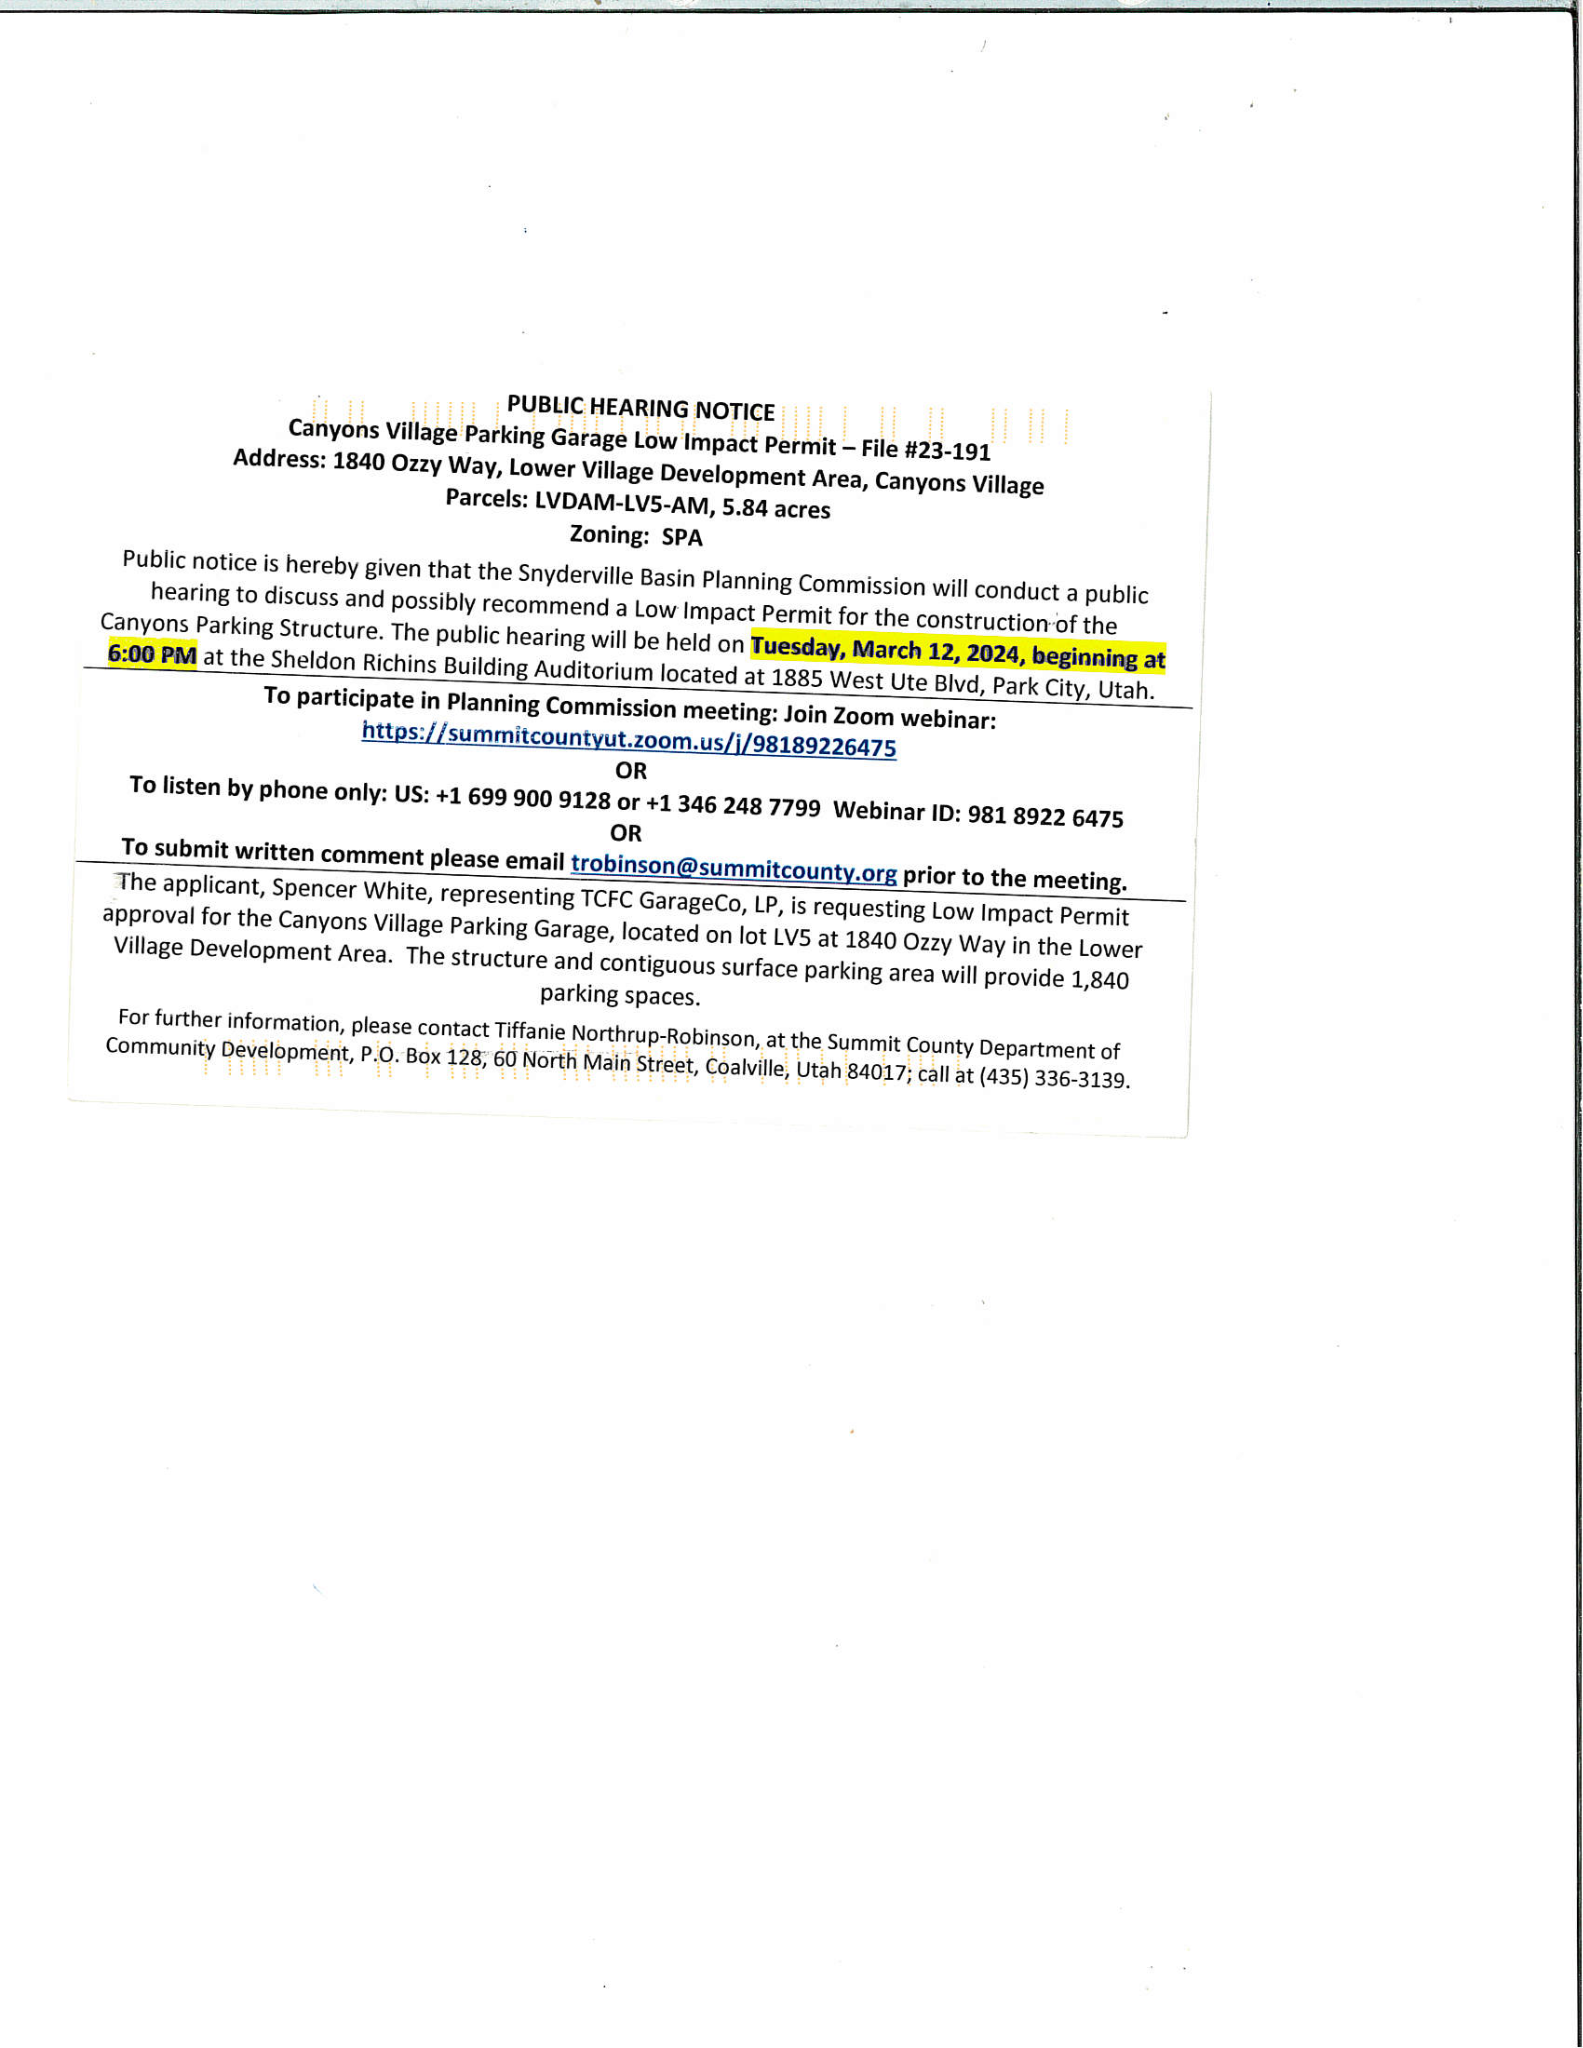 PUBLIC HEARING NOTICE
Canyons Village Parking Garage Low Impact Permit – File #23-191
Address: 1840 Ozzy Way, Lower Village Development Area, Canyons Village
Parcels: LVDAM-LV5-AM, 5.84 acres
Zoning: SPA
Public notice is hereby given that the Snyderville Basin Planning Commission will conduct a public
hearing to discuss and possibly recommend a Low Impact Permit for the construction of the
Canyons Parking Structure. The public hearing will be held on Tuesday, March 12, 2024, beginning at
6:00 PM at the Sheldon Richins Building Auditorium located at 1885 West Ute Blvd, Park City, Utah.
To participate in Planning Commission meeting: Join Zoom webinar:
https://summitcountyut.zoom.us/j/98189226475
OR
To listen by phone only: US: +1 699 900 9128 or +1 346 248 7799 Webinar ID: 981 8922 6475
OR
To submit written comment please email trobinson@summitcounty.org prior to the meeting.
The applicant, Spencer White, representing TCFC GarageCo, LP, is requesting Low Impact Permit
approval for the Canyons Village Parking Garage, located on lot LV5 at 1840 Ozzy Way in the Lower
Village Development Area. The structure and contiguous surface parking area will provide 1,840
parking spaces.
For further information, please contact Tiffanie Northrup-Robinson, at the Summit County Department of
Community Development, P.O. Box 128, 60 North Main Street, Coalville, Utah 84017; call at (435) 336-3139.